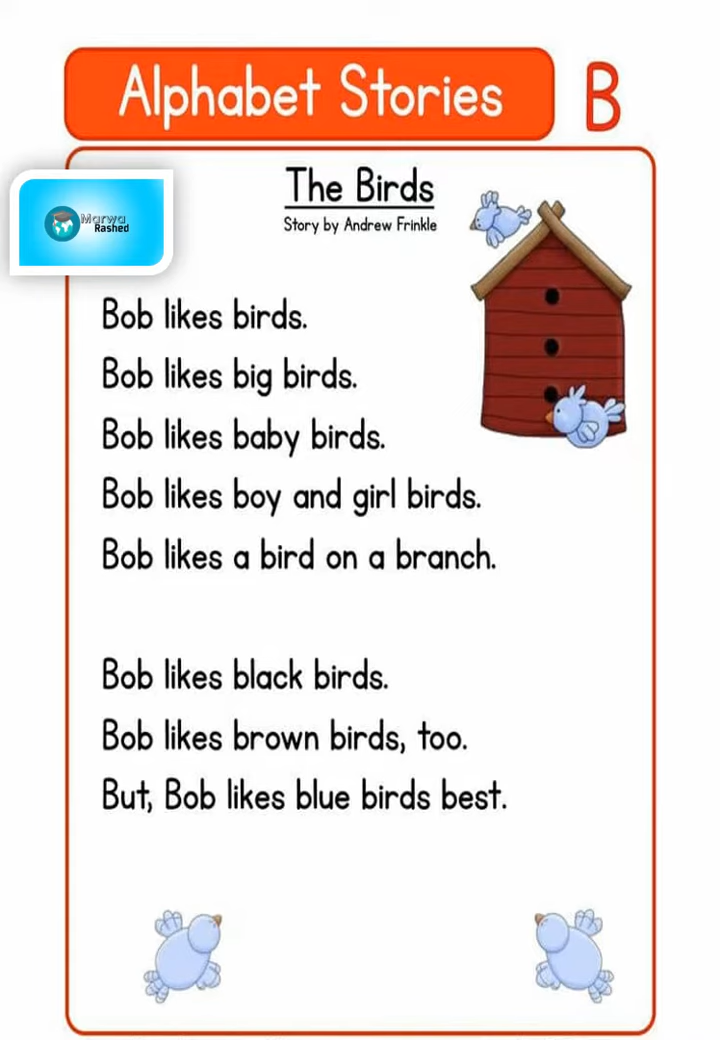 Alphabet Stories B
The Birds
Story by Andrew Frinkle
Marwa
Rashed
Bob likes birds.
Bob likes big birds.
Bob likes baby birds.
Bob likes boy and girl birds.
Bob likes a bird on a branch.
Bob likes black birds.
Bob likes brown birds, too.
But, Bob likes blue birds best.